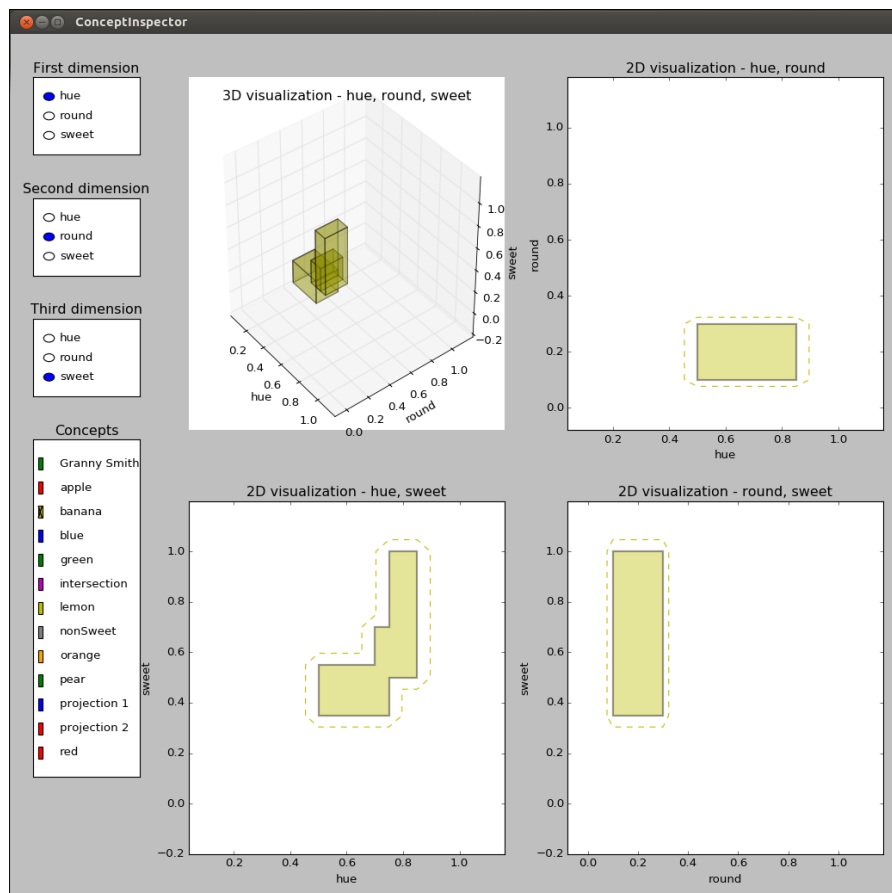 ConceptInspector
First dimension
hue
round
sweet
Second dimension
hue
round
sweet
Third dimension
hue
round
sweet
Concepts
Granny Smith
apple
banana
blue
green
intersection
lemon
nonSweet
orange
pear
projection 1
projection 2
red
3D visualization - hue, round, sweet
1.0
0.8
0.6
0.4
0.2
0.0
−0.2
sweet
0.2
0.4
0.6
0.8
1.0
hue
0.0
0.2
0.4
0.6
0.8
1.0
round
2D visualization - hue, round
1.0
0.8
0.6
0.4
0.2
0.0
round
0.2 0.4 0.6 0.8 1.0
hue
2D visualization - hue, sweet
1.0
0.8
0.6
0.4
0.2
0.0
−0.2
sweet
0.2 0.4 0.6 0.8 1.0
hue
2D visualization - round, sweet
1.0
0.8
0.6
0.4
0.2
0.0
−0.2
sweet
0.0 0.2 0.4 0.6 0.8 1.0
round